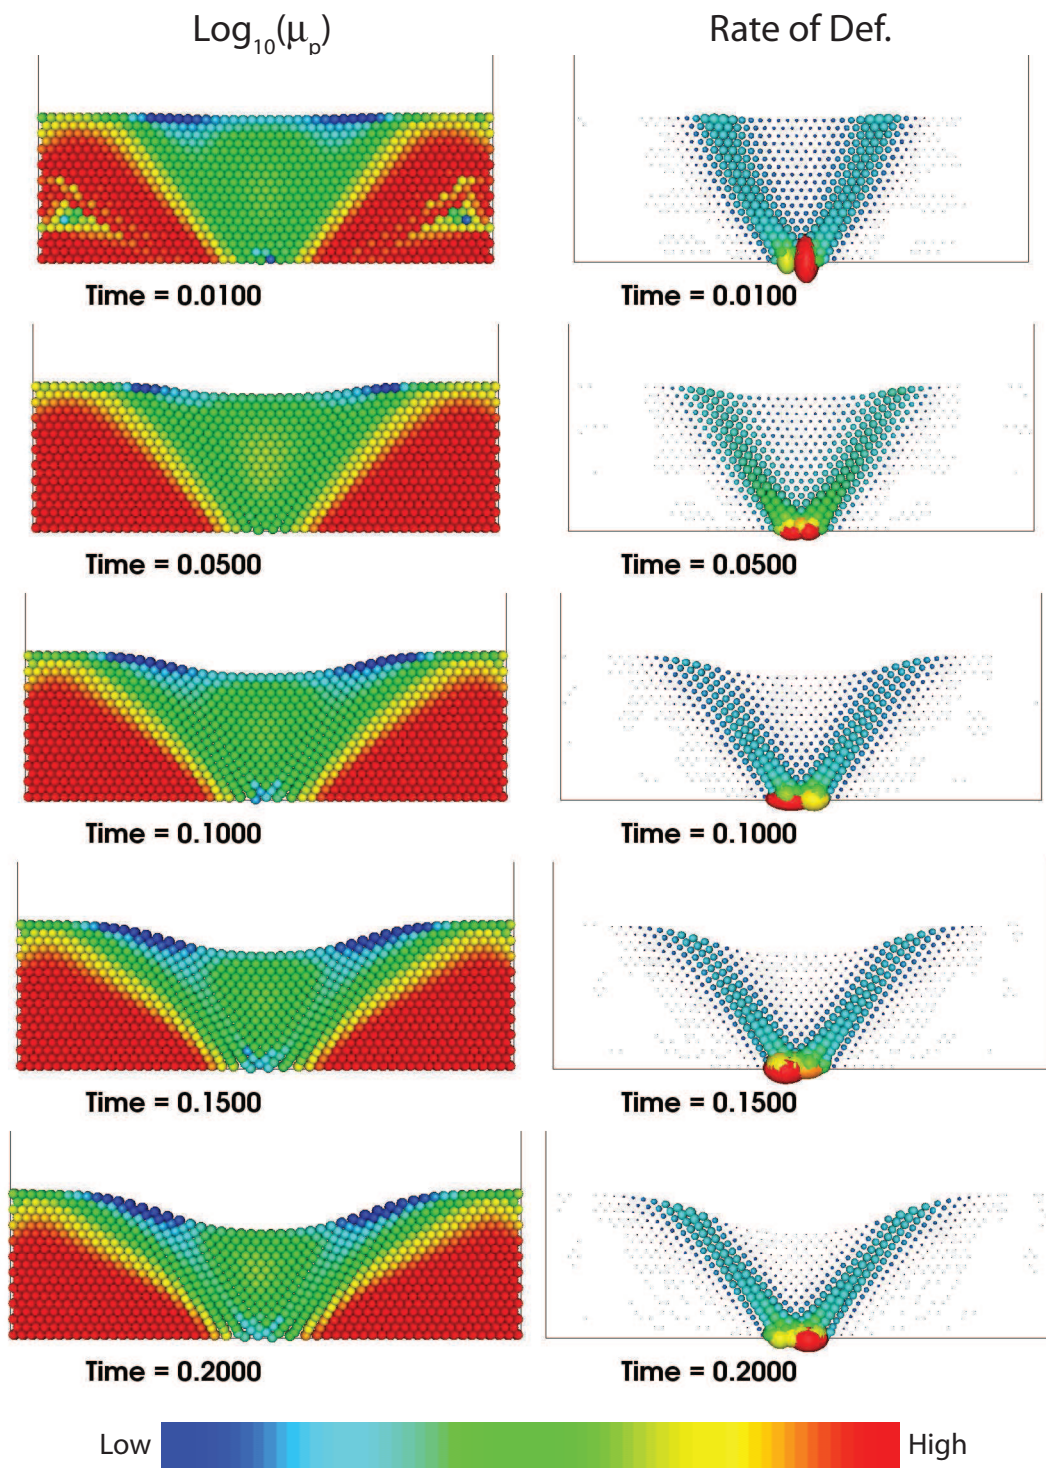 Log₁₀(μₚ) Rate of Def.
Time = 0.0100 Time = 0.0100
Time = 0.0500 Time = 0.0500
Time = 0.1000 Time = 0.1000
Time = 0.1500 Time = 0.1500
Time = 0.2000 Time = 0.2000
Low High